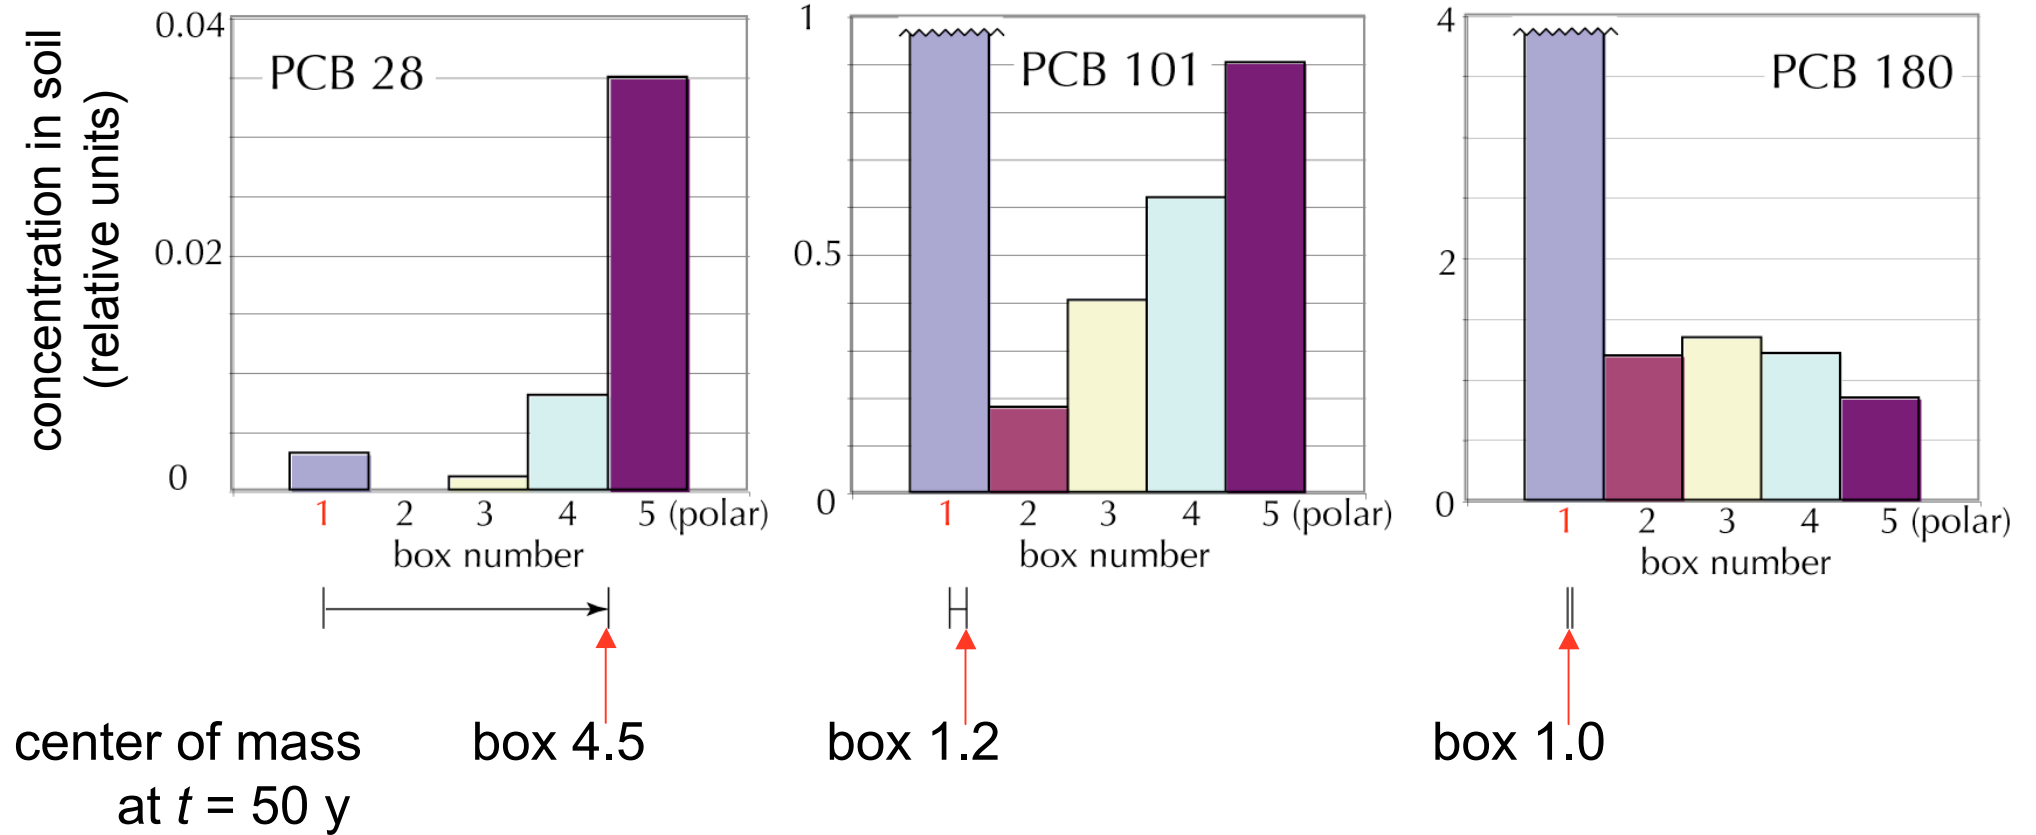 concentration in soil
(relative units)
0.04
0.02
0
PCB 28
1 2 3 4 5 (polar)
box number
1
0.5
0
PCB 101
1 2 3 4 5 (polar)
box number
4
2
0
PCB 180
1 2 3 4 5 (polar)
box number
center of mass
at t = 50 y
box 4.5
box 1.2
box 1.0